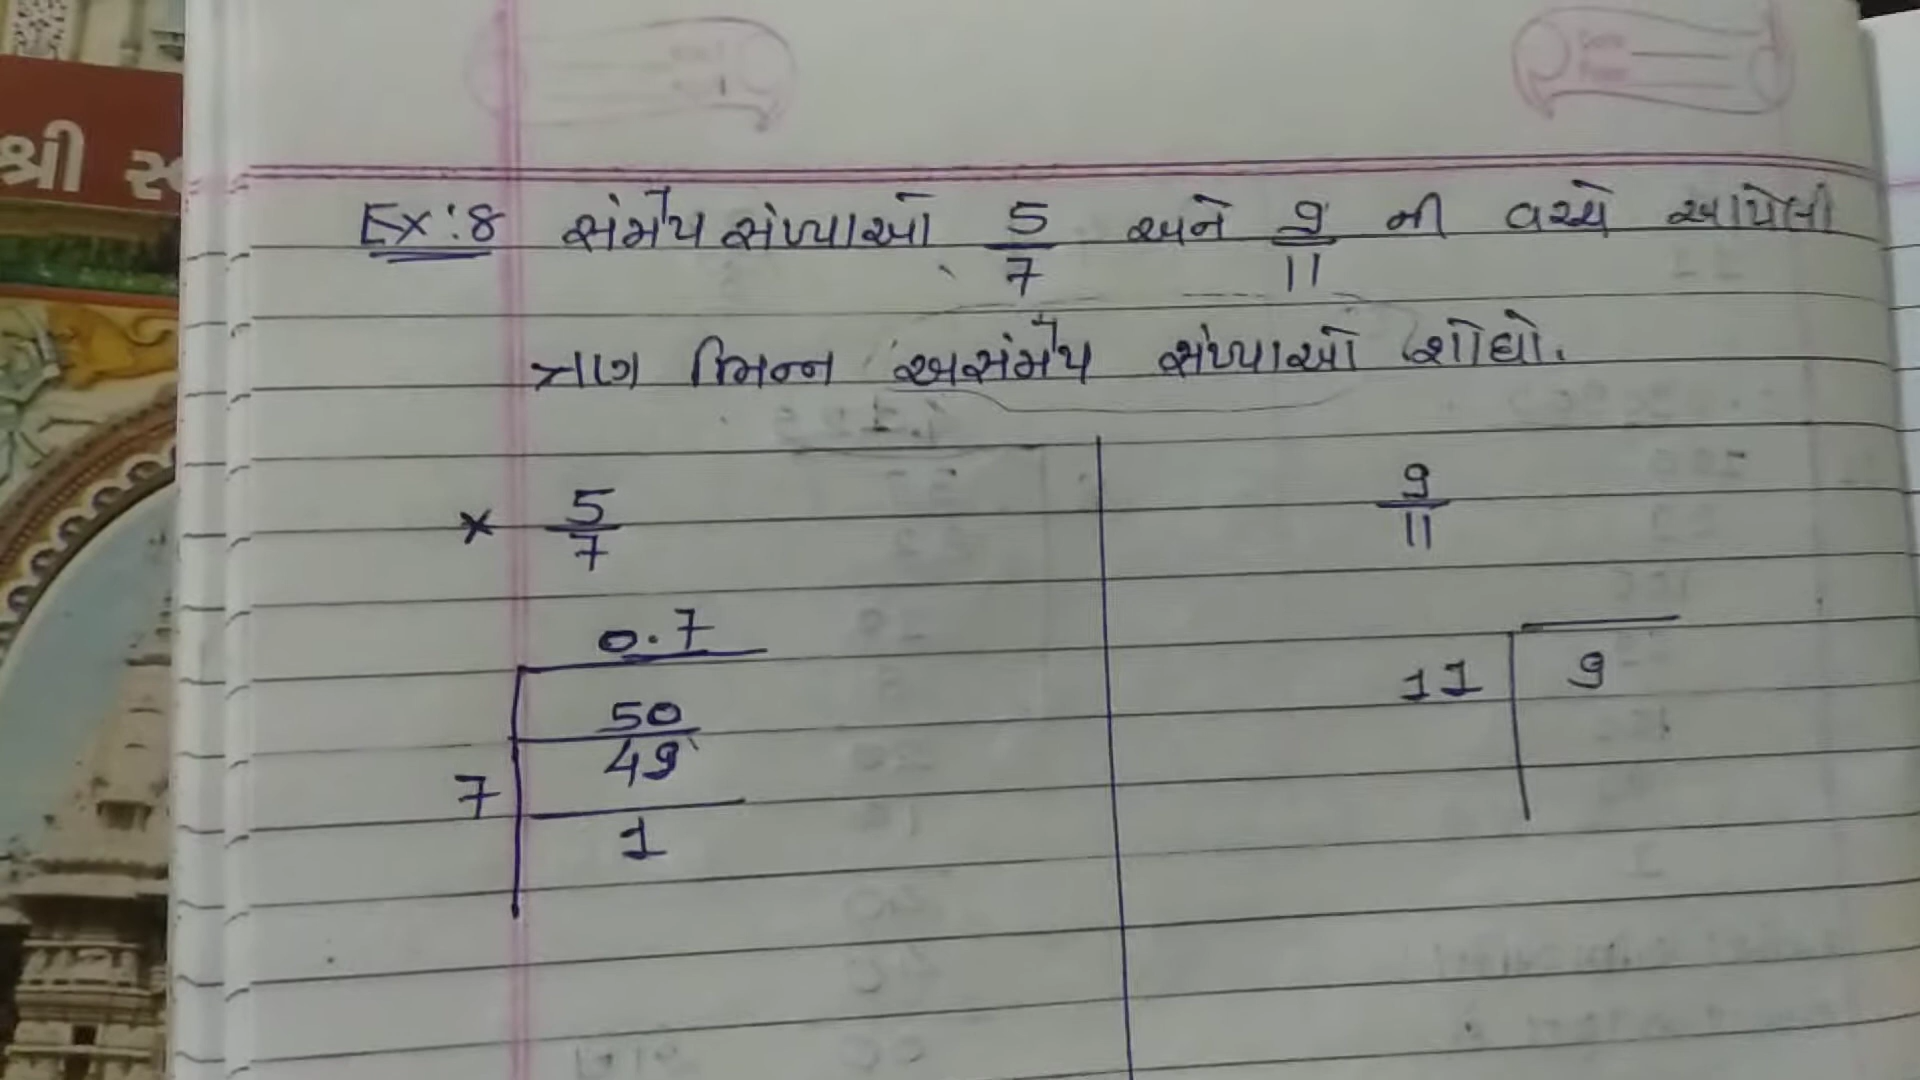 શ્રી સ્વ
Ex:8 સંમેય સંખ્યાઓ 5/7 અને 9/11 ની વચ્ચે આપેલી
ત્રણ ભિન્ન અસંમેય સંખ્યાઓ શોધો.
× 5/7
9/11
0.7
50
49
7
1
11 9